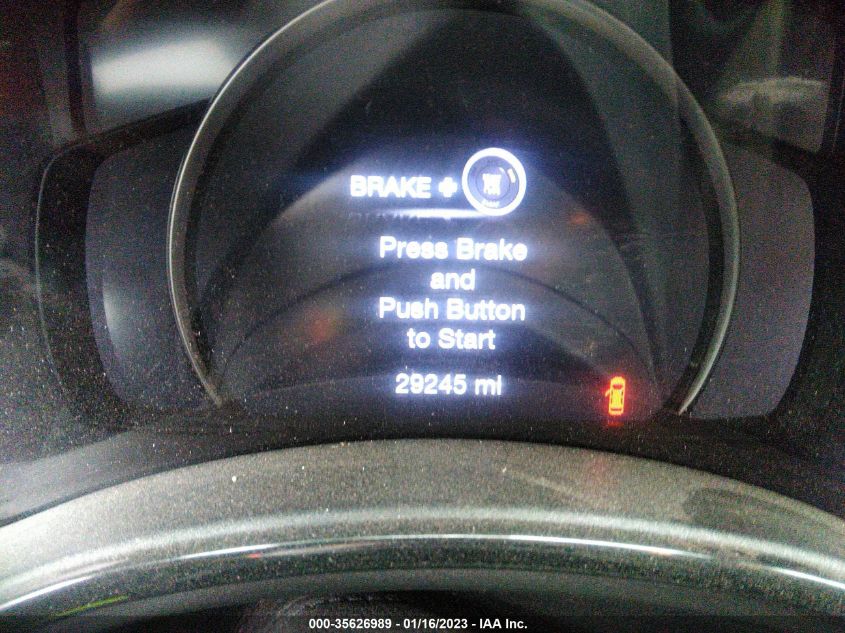 BRAKE +
Press Brake
and
Push Button
to Start
29245 mi
000-35626989 - 01/16/2023 - IAA Inc.